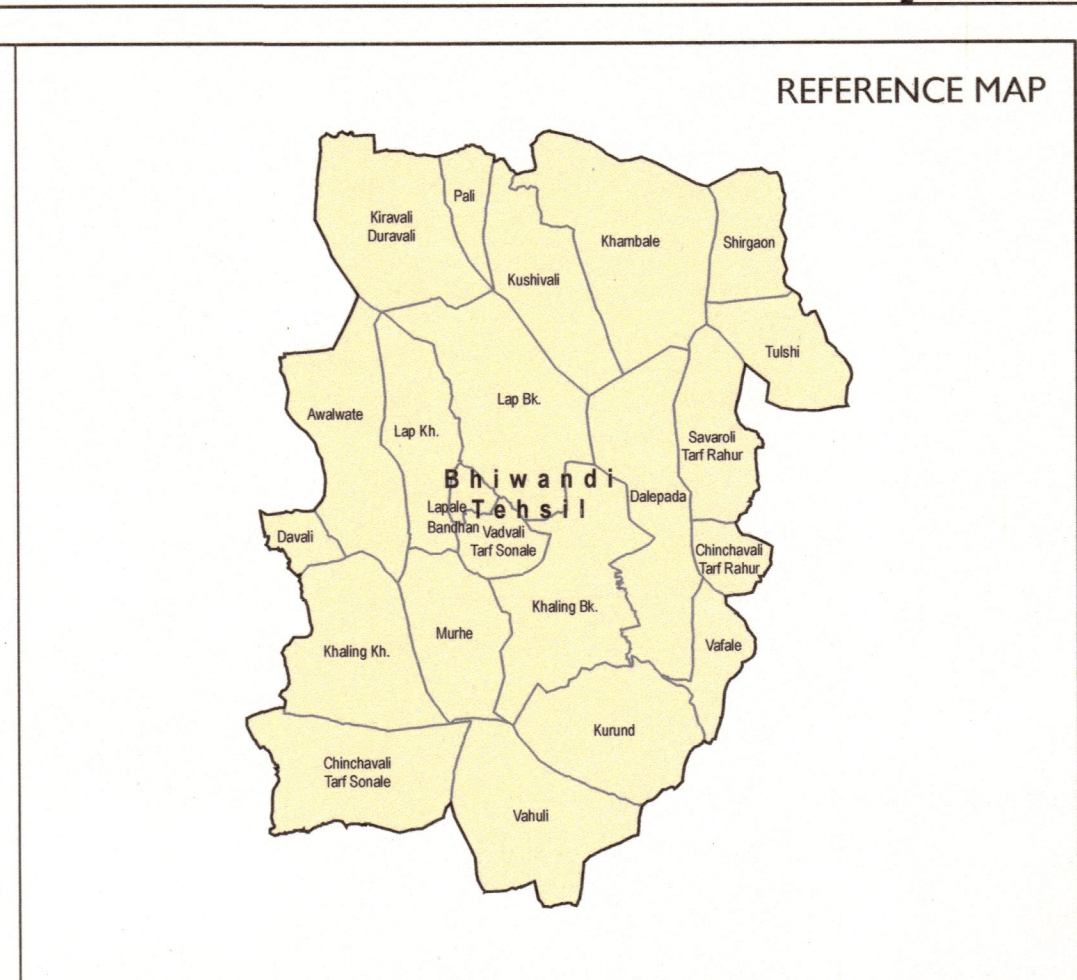 REFERENCE MAP
Pali
Kiravali
Duravali
Khambale
Shirgaon
Kushivali
Tulshi
Lap Bk.
Awalwate
Lap Kh.
Savaroli
Tarf Rahur
Bhiwandi
Tehsil
Dalepada
Lapale
Bandhan
Vadvali
Tarf Sonale
Davali
Chinchavali
Tarf Rahur
Khaling Bk.
Murhe
Vafale
Khaling Kh.
Kurund
Chinchavali
Tarf Sonale
Vahuli